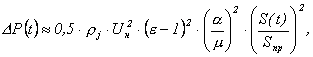 ΔP(t) ≈ 0,5 · ρ_j · U_н^2 · (ε − 1)^2 · (α/μ)^2 · (S(t)/S_пр)^2,